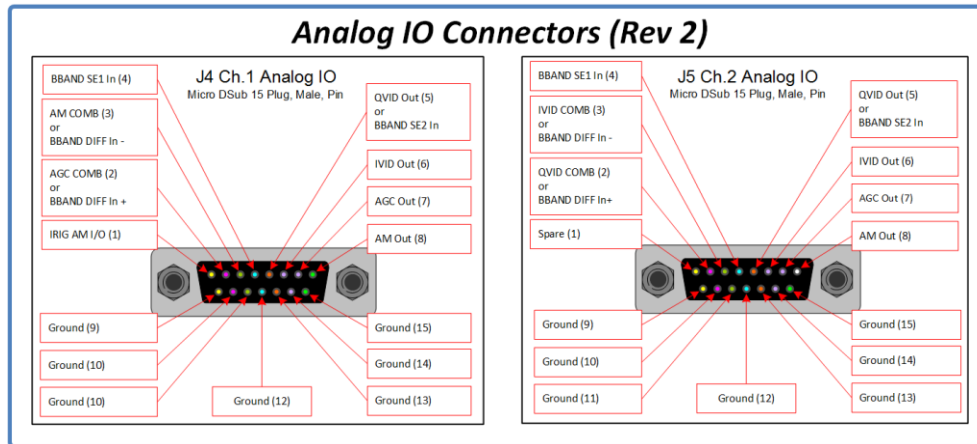 Analog IO Connectors (Rev 2)
J4 Ch.1 Analog IO
Micro DSub 15 Plug, Male, Pin
BBAND SE1 In (4)
AM COMB (3)
or
BBAND DIFF In -
AGC COMB (2)
or
BBAND DIFF In +
IRIG AM I/O (1)
QVID Out (5)
or
BBAND SE2 In
IVID Out (6)
AGC Out (7)
AM Out (8)
Ground (9)
Ground (10)
Ground (10)
Ground (12)
Ground (15)
Ground (14)
Ground (13)
J5 Ch.2 Analog IO
Micro DSub 15 Plug, Male, Pin
BBAND SE1 In (4)
IVID COMB (3)
or
BBAND DIFF In -
QVID COMB (2)
or
BBAND DIFF In+
Spare (1)
QVID Out (5)
or
BBAND SE2 In
IVID Out (6)
AGC Out (7)
AM Out (8)
Ground (9)
Ground (10)
Ground (11)
Ground (12)
Ground (15)
Ground (14)
Ground (13)